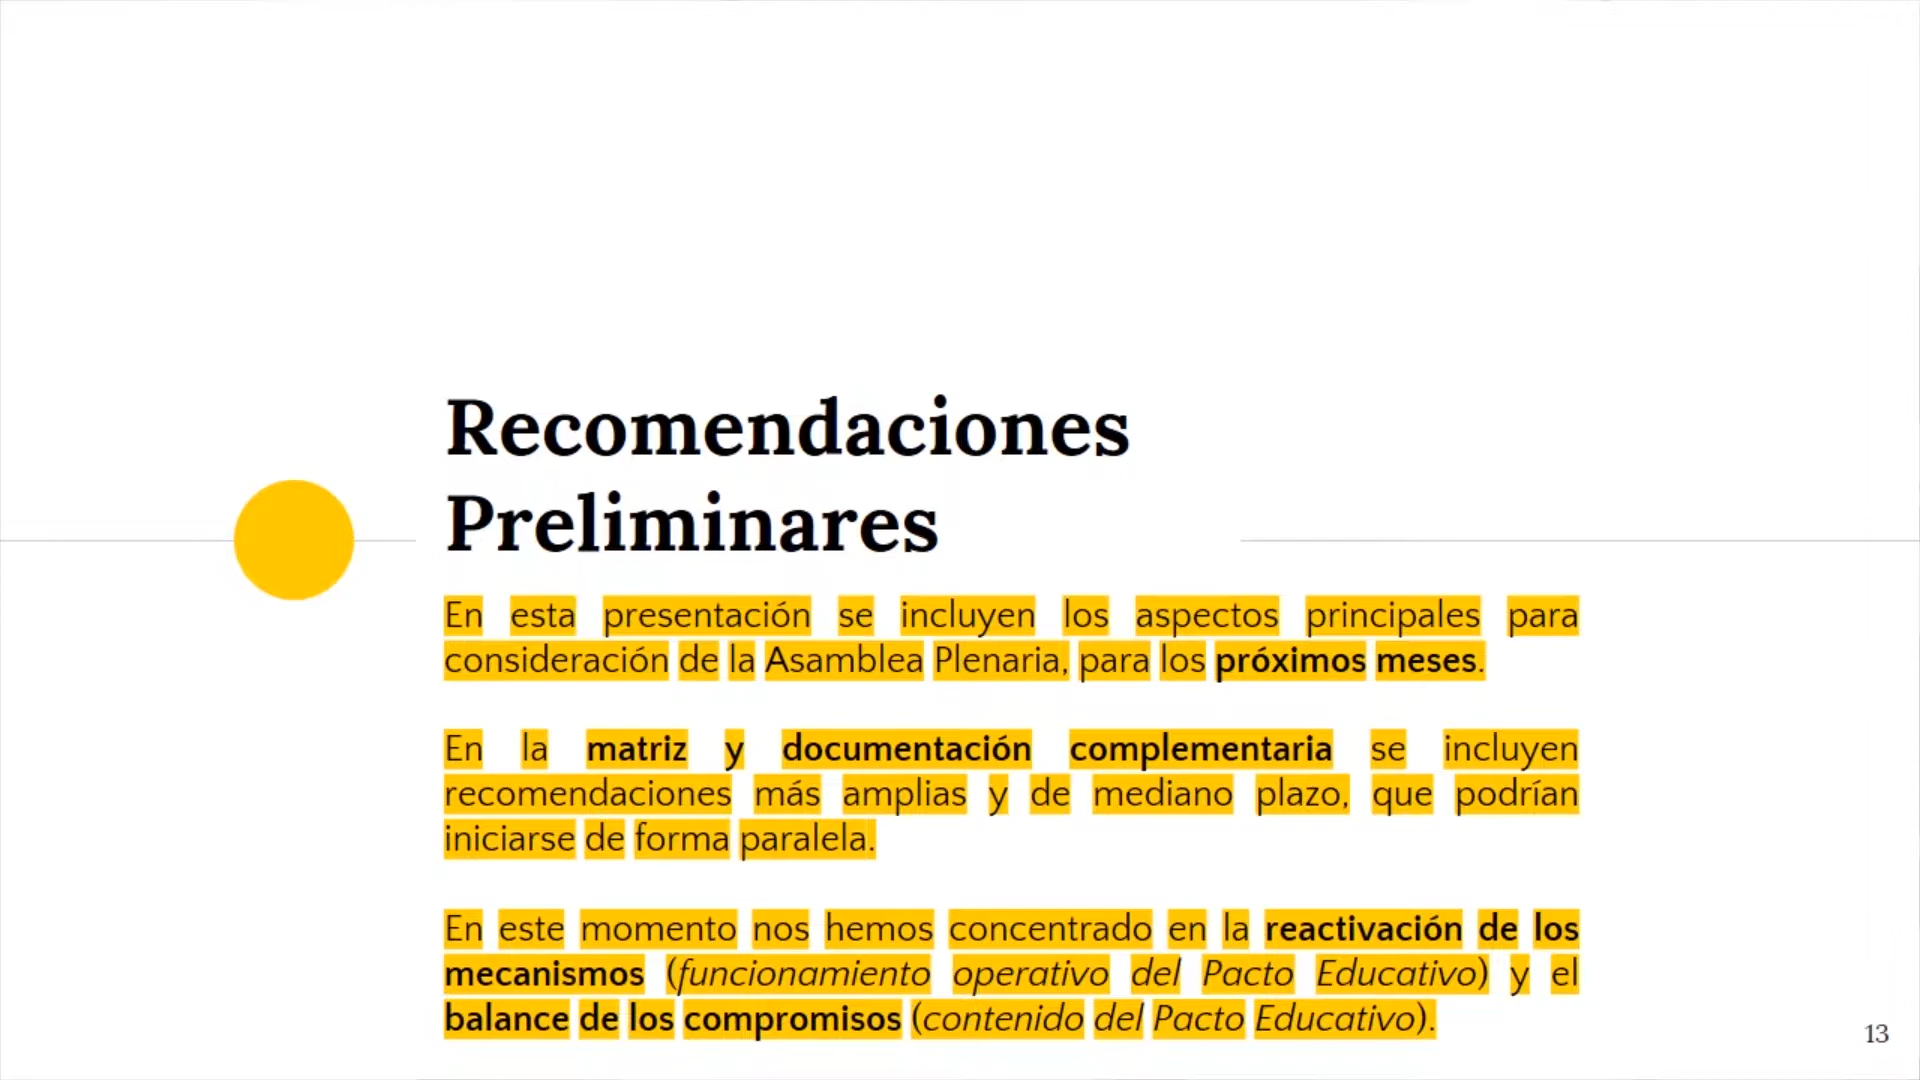 Recomendaciones
Preliminares
En esta presentación se incluyen los aspectos principales para
consideración de la Asamblea Plenaria, para los próximos meses.
En la matriz y documentación complementaria se incluyen
recomendaciones más amplias y de mediano plazo, que podrían
iniciarse de forma paralela.
En este momento nos hemos concentrado en la reactivación de los
mecanismos (funcionamiento operativo del Pacto Educativo) y el
balance de los compromisos (contenido del Pacto Educativo).
13